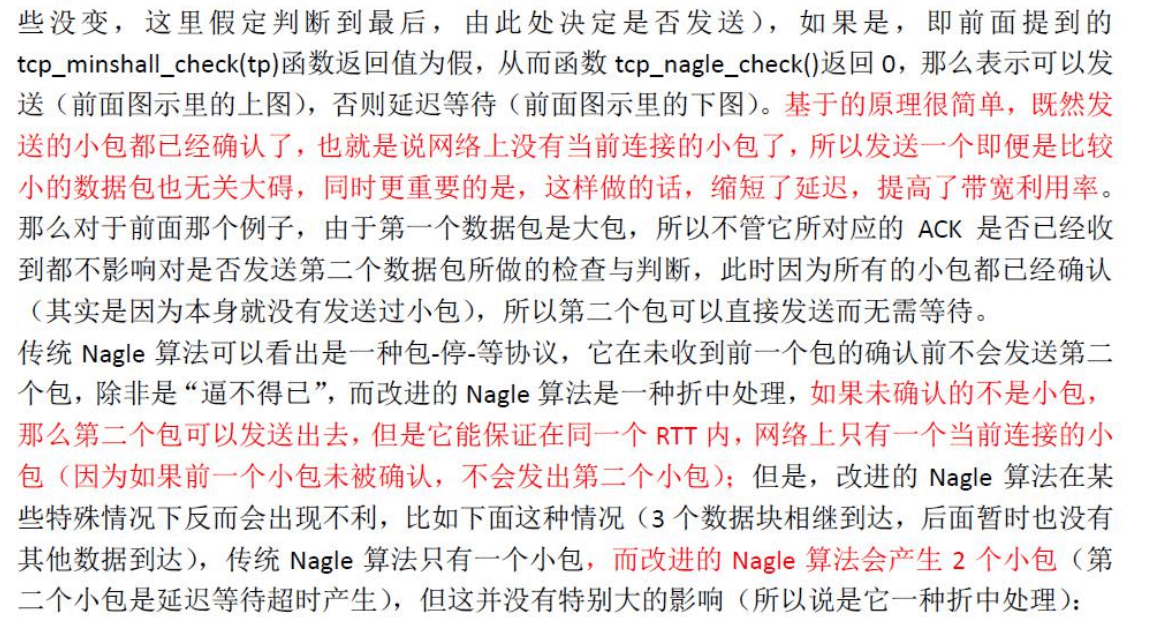 些没变，这里假定判断到最后，由此处决定是否发送），如果是，即前面提到的
tcp_minshall_check(tp)函数返回值为假，从而函数 tcp_nagle_check()返回 0，那么表示可以发
送（前面图示里的上图），否则延迟等待（前面图示里的下图）。基于的原理很简单，既然发
送的小包都已经确认了，也就是说网络上没有当前连接的小包了，所以发送一个即便是比较
小的数据包也无关大碍，同时更重要的是，这样做的话，缩短了延迟，提高了带宽利用率。
那么对于前面那个例子，由于第一个数据包是大包，所以不管它所对应的 ACK 是否已经收
到都不影响对是否发送第二个数据包所做的检查与判断，此时因为所有的小包都已经确认
（其实是因为本身就没有发送过小包），所以第二个包可以直接发送而无需等待。
传统 Nagle 算法可以看出是一种包-停-等协议，它在未收到前一个包的确认前不会发送第二
个包，除非是“逼不得已”，而改进的 Nagle 算法是一种折中处理，如果未确认的不是小包，
那么第二个包可以发送出去，但是它能保证在同一个 RTT 内，网络上只有一个当前连接的小
包（因为如果前一个小包未被确认，不会发出第二个小包）；但是，改进的 Nagle 算法在某
些特殊情况下反而会出现不利，比如下面这种情况（3 个数据块相继到达，后面暂时也没有
其他数据到达），传统 Nagle 算法只有一个小包，而改进的 Nagle 算法会产生 2 个小包（第
二个小包是延迟等待超时产生），但这并没有特别大的影响（所以说是它一种折中处理）：